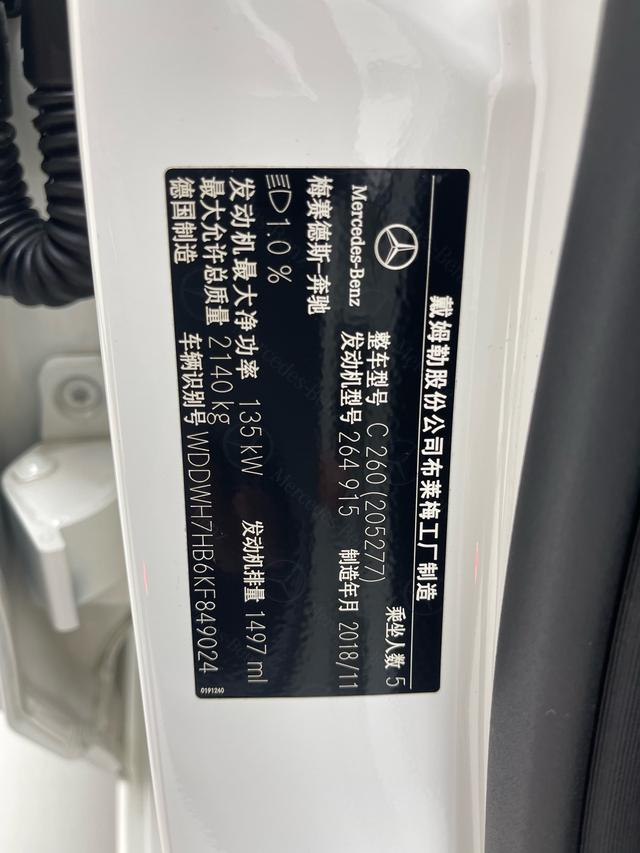 戴姆勒股份公司布莱梅工厂制造
Mercedes-Benz
梅赛德斯-奔驰
整车型号 C 260 (205277) 乘坐人数 5
发动机型号 264 915 制造年月 2018/11
1.0 %
发动机最大净功率 135 kW 发动机排量 1497 ml
最大允许总质量 2140 kg
德国制造 车辆识别号 WDDWH7HB6KF849024
0191240